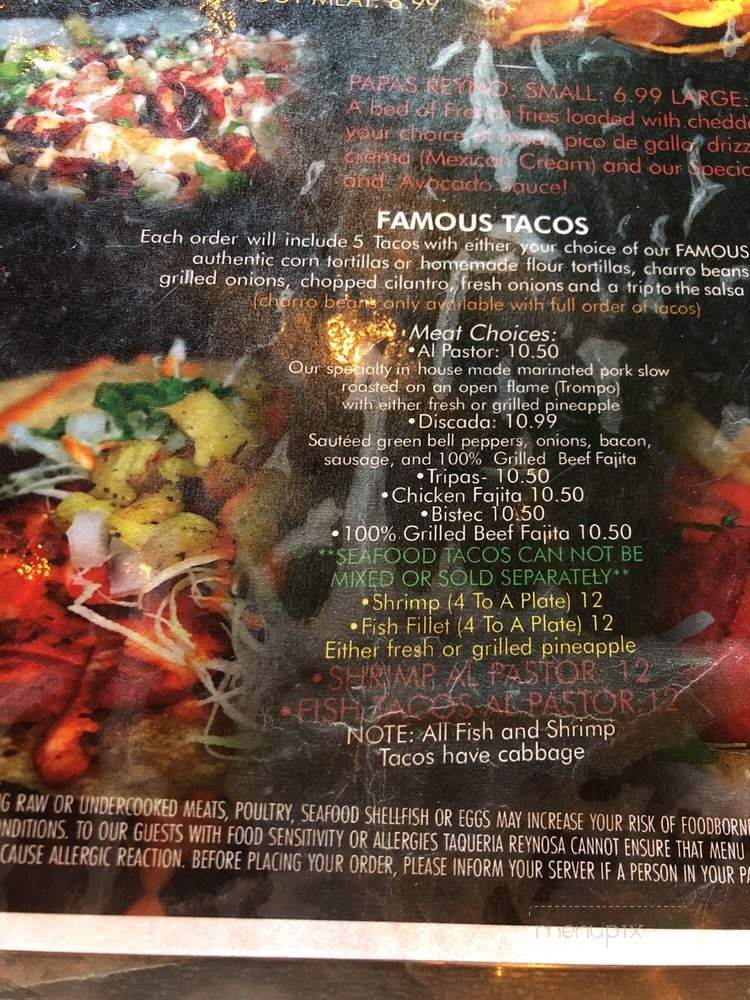 MEAT: 8.99
PAPAS REYNO: SMALL: 6.99 LARGE:
A bed of French fries loaded with chedd
your choice of pico de gallo, drizz
crema (Mexican Cream) and our Specia
and Avocado Sauce!
FAMOUS TACOS
Each order will include 5 Tacos with either your choice of our FAMOUS
authentic corn tortillas or homemade flour tortillas, charro beans
grilled onions, chopped cilantro, fresh onions and a trip to the salsa
(charro beans only available with full order of tacos)
Meat Choices:
•Al Pastor: 10.50
Our specialty in house made marinated pork slow
roasted on an open flame (Trompo)
with either fresh or grilled pineapple
•Discada: 10.99
Sautéed green bell peppers, onions, bacon,
sausage, and 100% Grilled Beef Fajita
•Tripas- 10.50
•Chicken Fajita 10.50
•Bistec 10.50
•100% Grilled Beef Fajita 10.50
**SEAFOOD TACOS CAN NOT BE
MIXED OR SOLD SEPARATELY**
•Shrimp (4 To A Plate) 12
•Fish Fillet (4 To A Plate) 12
Either fresh or grilled pineapple
•SHRIMP AL PASTOR: 12
•FISH TACOS AL PASTOR:12
NOTE: All Fish and Shrimp
Tacos have cabbage
G RAW OR UNDERCOOKED MEATS, POULTRY, SEAFOOD SHELLFISH OR EGGS MAY INCREASE YOUR RISK OF FOODBORNE
ONDITIONS. TO OUR GUESTS WITH FOOD SENSITIVITY OR ALLERGIES TAQUERIA REYNOSA CANNOT ENSURE THAT MENU
CAUSE ALLERGIC REACTION. BEFORE PLACING YOUR ORDER, PLEASE INFORM YOUR SERVER IF A PERSON IN YOUR PA
menupix